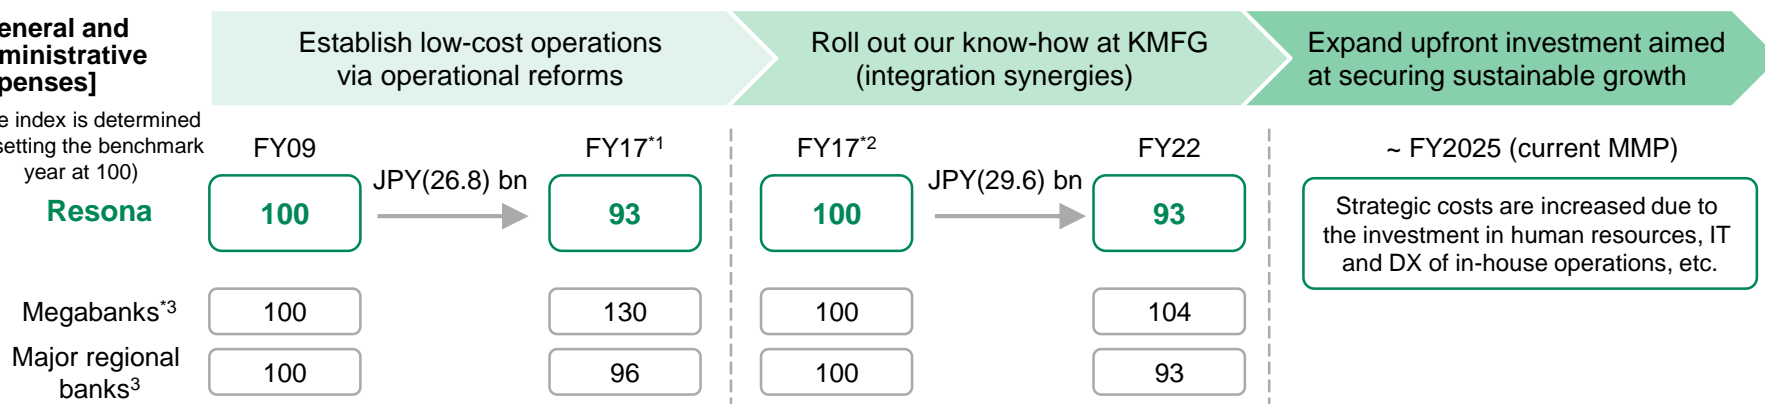 eneral and
ministrative
penses]
e index is determined
setting the benchmark
year at 100)
Establish low-cost operations
via operational reforms
Roll out our know-how at KMFG
(integration synergies)
Expand upfront investment aimed
at securing sustainable growth
FY09
FY17*1
FY17*2
FY22
~ FY2025 (current MMP)
Resona
100
JPY(26.8) bn
93
100
JPY(29.6) bn
93
Strategic costs are increased due to
the investment in human resources, IT
and DX of in-house operations, etc.
Megabanks*3
100
130
100
104
Major regional
banks3
100
96
100
93